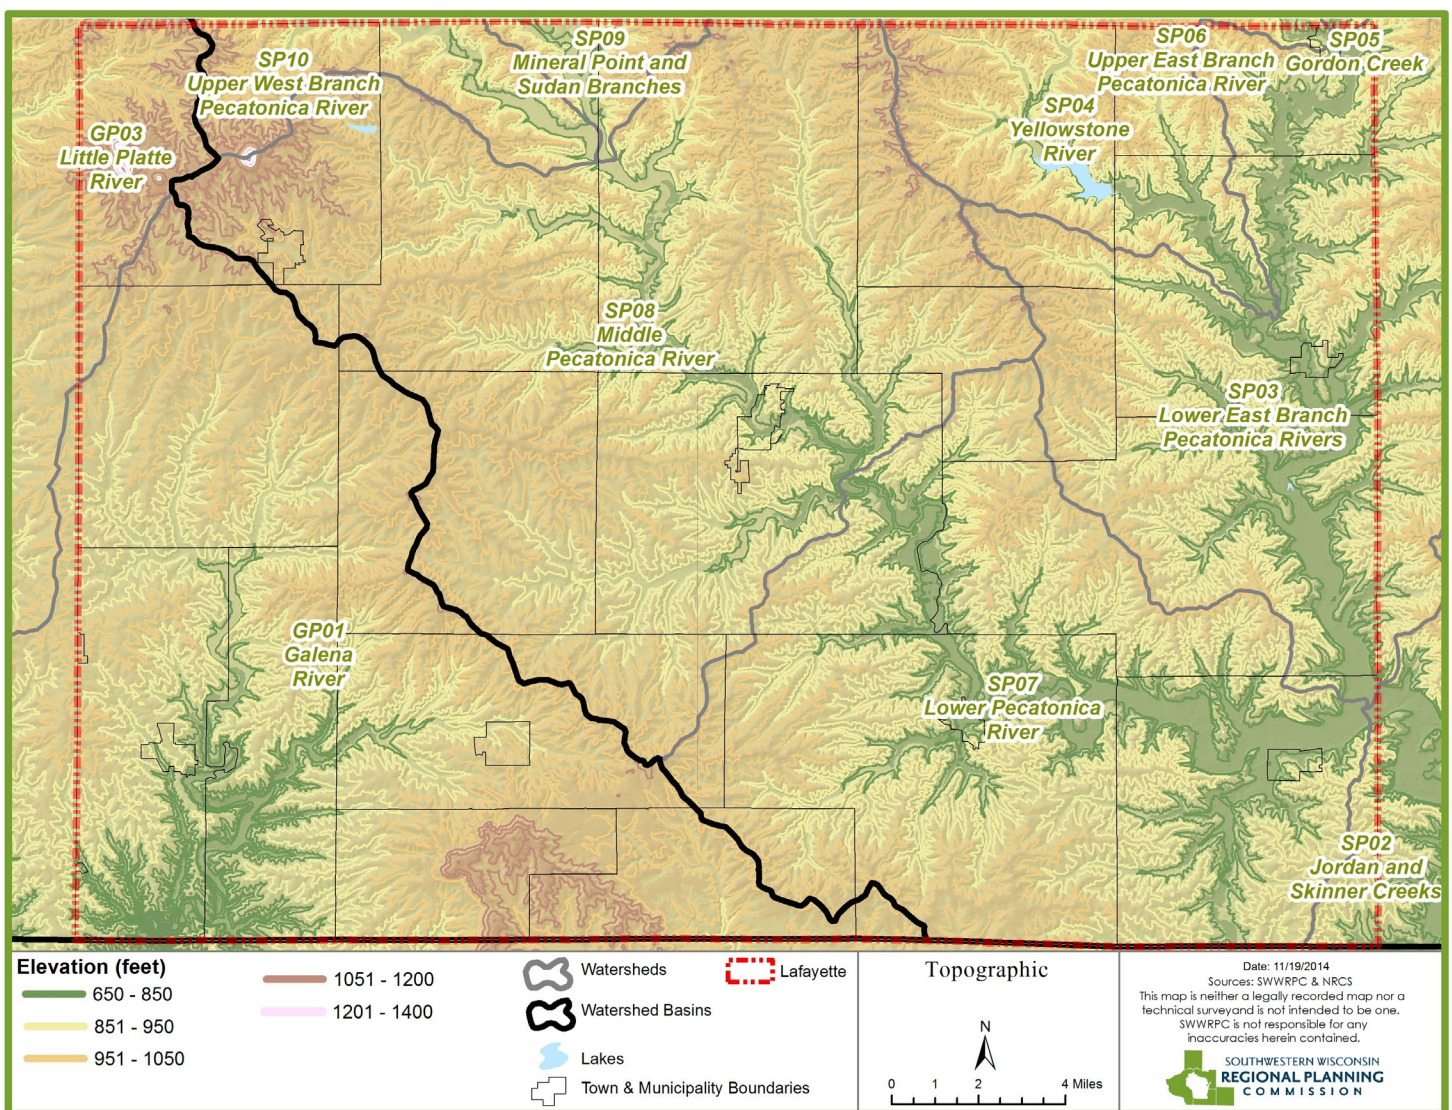 SP10
Upper West Branch
Pecatonica River
SP09
Mineral Point and
Sudan Branches
SP06
Upper East Branch
Pecatonica River
SP05
Gordon Creek
SP04
Yellowstone
River
GP03
Little Platte
River
SP08
Middle
Pecatonica River
SP03
Lower East Branch
Pecatonica Rivers
GP01
Galena
River
SP07
Lower Pecatonica
River
SP02
Jordan and
Skinner Creeks
Elevation (feet)
650 - 850
851 - 950
951 - 1050
1051 - 1200
1201 - 1400
Watersheds
Watershed Basins
Lakes
Town & Municipality Boundaries
Lafayette
Topographic
N
0 1 2 4 Miles
Date: 11/19/2014
Sources: SWWRPC & NRCS
This map is neither a legally recorded map nor a
technical surveyand is not intended to be one.
SWWRPC is not responsible for any
inaccuracies herein contained.
SOUTHWESTERN WISCONSIN
REGIONAL PLANNING
COMMISSION